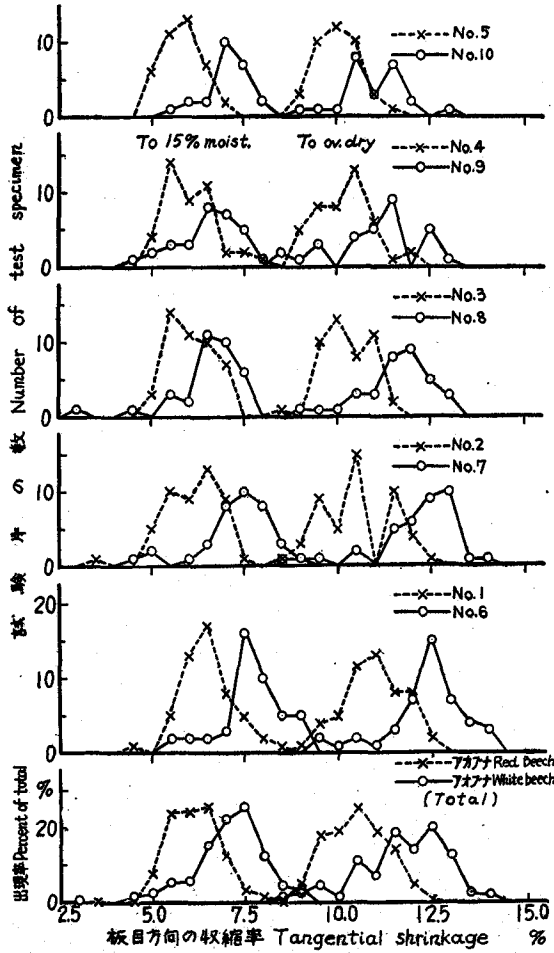 10
0
No.5
No.10
To 15% moist.
To ov.dry
10
0
No.4
No.9
10
0
No.3
No.8
10
0
No.2
No.7
20
10
0
No.1
No.6
%
20
0
アカブナ Red. Beech
アオブナ White beech
(Total)
試験片の数 Number of test specimen
出現率 Percent of total
2.5 5.0 7.5 10.0 12.5 15.0
板目方向の収縮率 Tangential shrinkage %